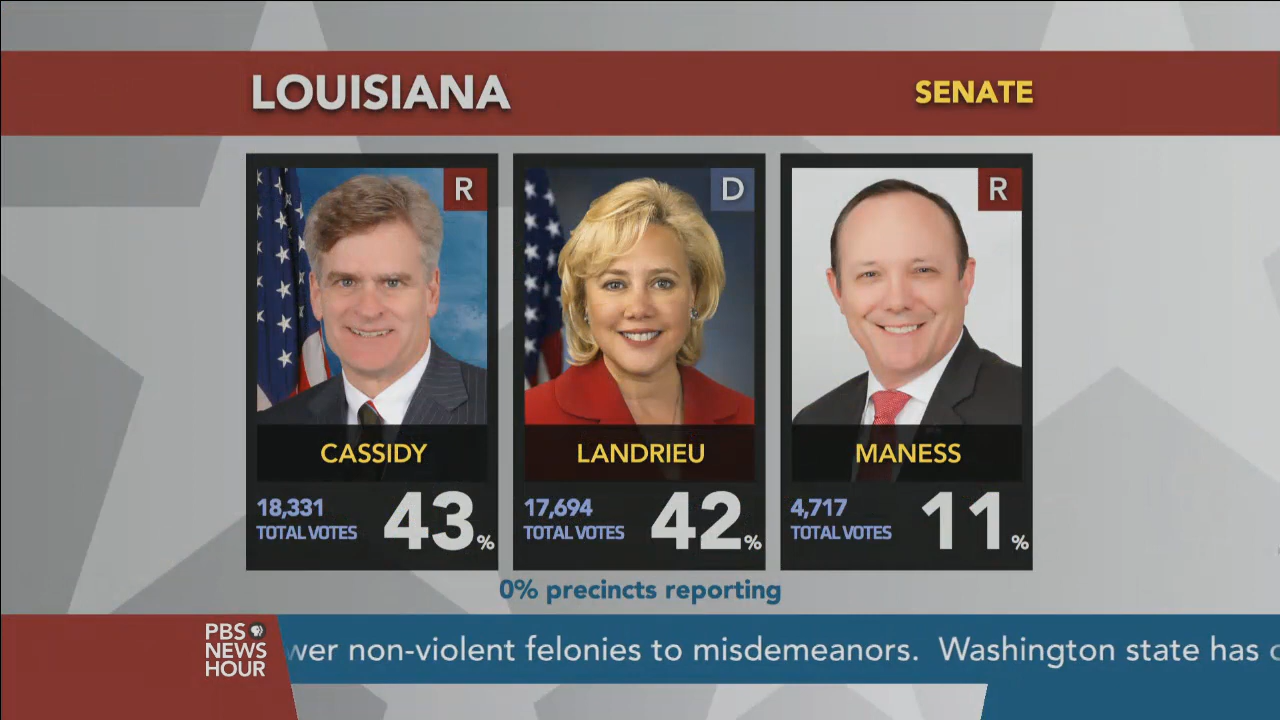 LOUISIANA
SENATE
R
D
R
CASSIDY
LANDRIEU
MANESS
18,331
TOTAL VOTES
43%
17,694
TOTAL VOTES
42%
4,717
TOTAL VOTES
11%
0% precincts reporting
PBS
NEWS
HOUR
wer non-violent felonies to misdemeanors. Washington state has